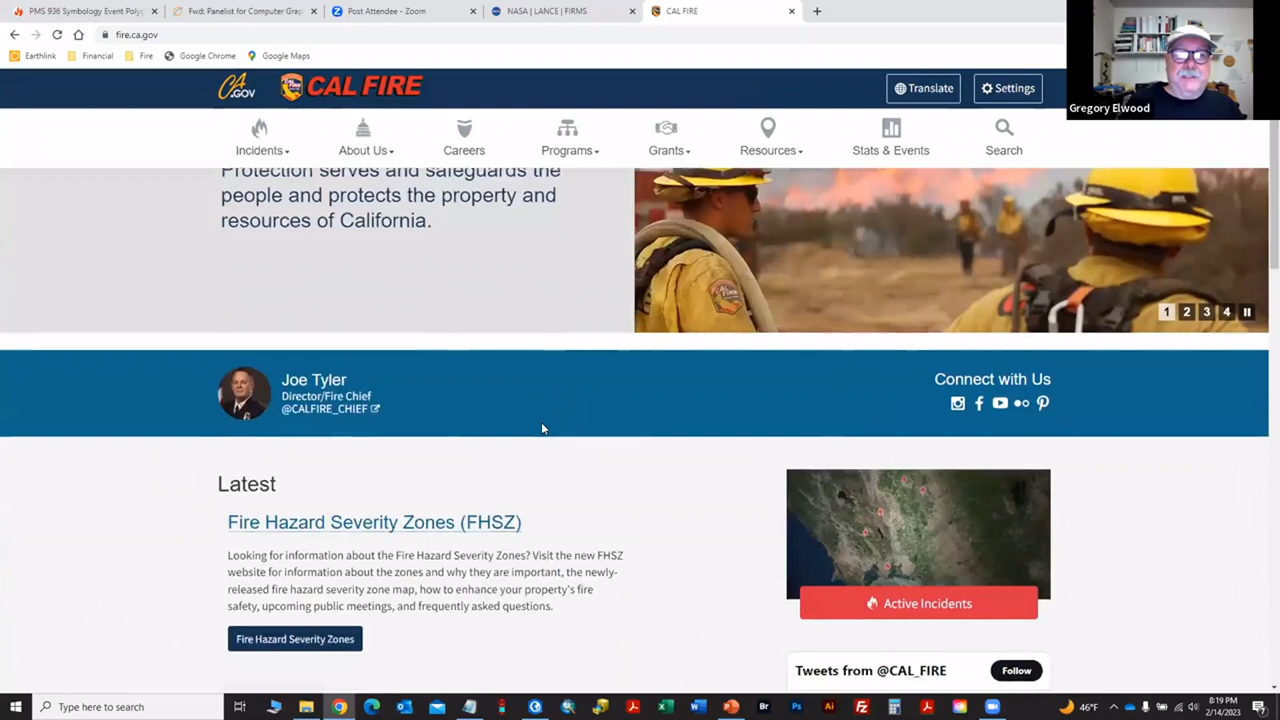 PMS 936 Symbology Event Polyg
Fwd: Panelist for Computer Grap
Post Attendee - Zoom
NASA | LANCE | FIRMS
CAL FIRE
fire.ca.gov
Earthlink
Financial
Fire
Google Chrome
Google Maps
Gregory Elwood
CA.GOV
CAL FIRE
Translate
Settings
Incidents
About Us
Careers
Programs
Grants
Resources
Stats & Events
Search
Protection serves and safeguards the
people and protects the property and
resources of California.
CAL FIRE
1 2 3 4
Joe Tyler
Director/Fire Chief
@CALFIRE_CHIEF
Connect with Us
Latest
Fire Hazard Severity Zones (FHSZ)
Looking for information about the Fire Hazard Severity Zones? Visit the new FHSZ
website for information about the zones and why they are important, the newly-
released fire hazard severity zone map, how to enhance your property's fire
safety, upcoming public meetings, and frequently asked questions.
Fire Hazard Severity Zones
Active Incidents
Tweets from @CAL_FIRE
Follow
Type here to search
46°F
8:19 PM
2/14/2023